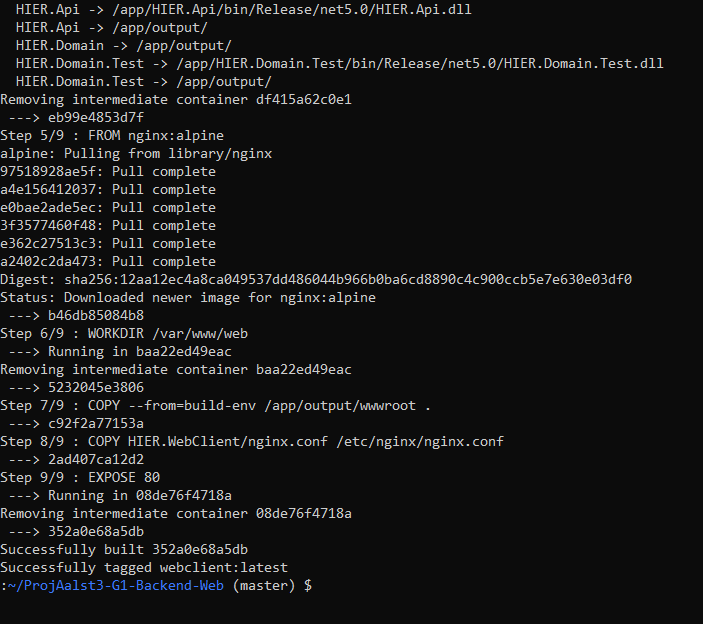 HIER.Api -> /app/HIER.Api/bin/Release/net5.0/HIER.Api.dll
HIER.Api -> /app/output/
HIER.Domain -> /app/output/
HIER.Domain.Test -> /app/HIER.Domain.Test/bin/Release/net5.0/HIER.Domain.Test.dll
HIER.Domain.Test -> /app/output/
Removing intermediate container df415a62c0e1
---> eb99e4853d7f
Step 5/9 : FROM nginx:alpine
alpine: Pulling from library/nginx
97518928ae5f: Pull complete
a4e156412037: Pull complete
e0bae2ade5ec: Pull complete
3f3577460f48: Pull complete
e362c27513c3: Pull complete
a2402c2da473: Pull complete
Digest: sha256:12aa12ec4a8ca049537dd486044b966b0ba6cd8890c4c900ccb5e7e630e03df0
Status: Downloaded newer image for nginx:alpine
---> b46db85084b8
Step 6/9 : WORKDIR /var/www/web
---> Running in baa22ed49eac
Removing intermediate container baa22ed49eac
---> 5232045e3806
Step 7/9 : COPY --from=build-env /app/output/wwwroot .
---> c92f2a77153a
Step 8/9 : COPY HIER.WebClient/nginx.conf /etc/nginx/nginx.conf
---> 2ad407ca12d2
Step 9/9 : EXPOSE 80
---> Running in 08de76f4718a
Removing intermediate container 08de76f4718a
---> 352a0e68a5db
Successfully built 352a0e68a5db
Successfully tagged webclient:latest
:~/ProjAalst3-G1-Backend-Web (master) $